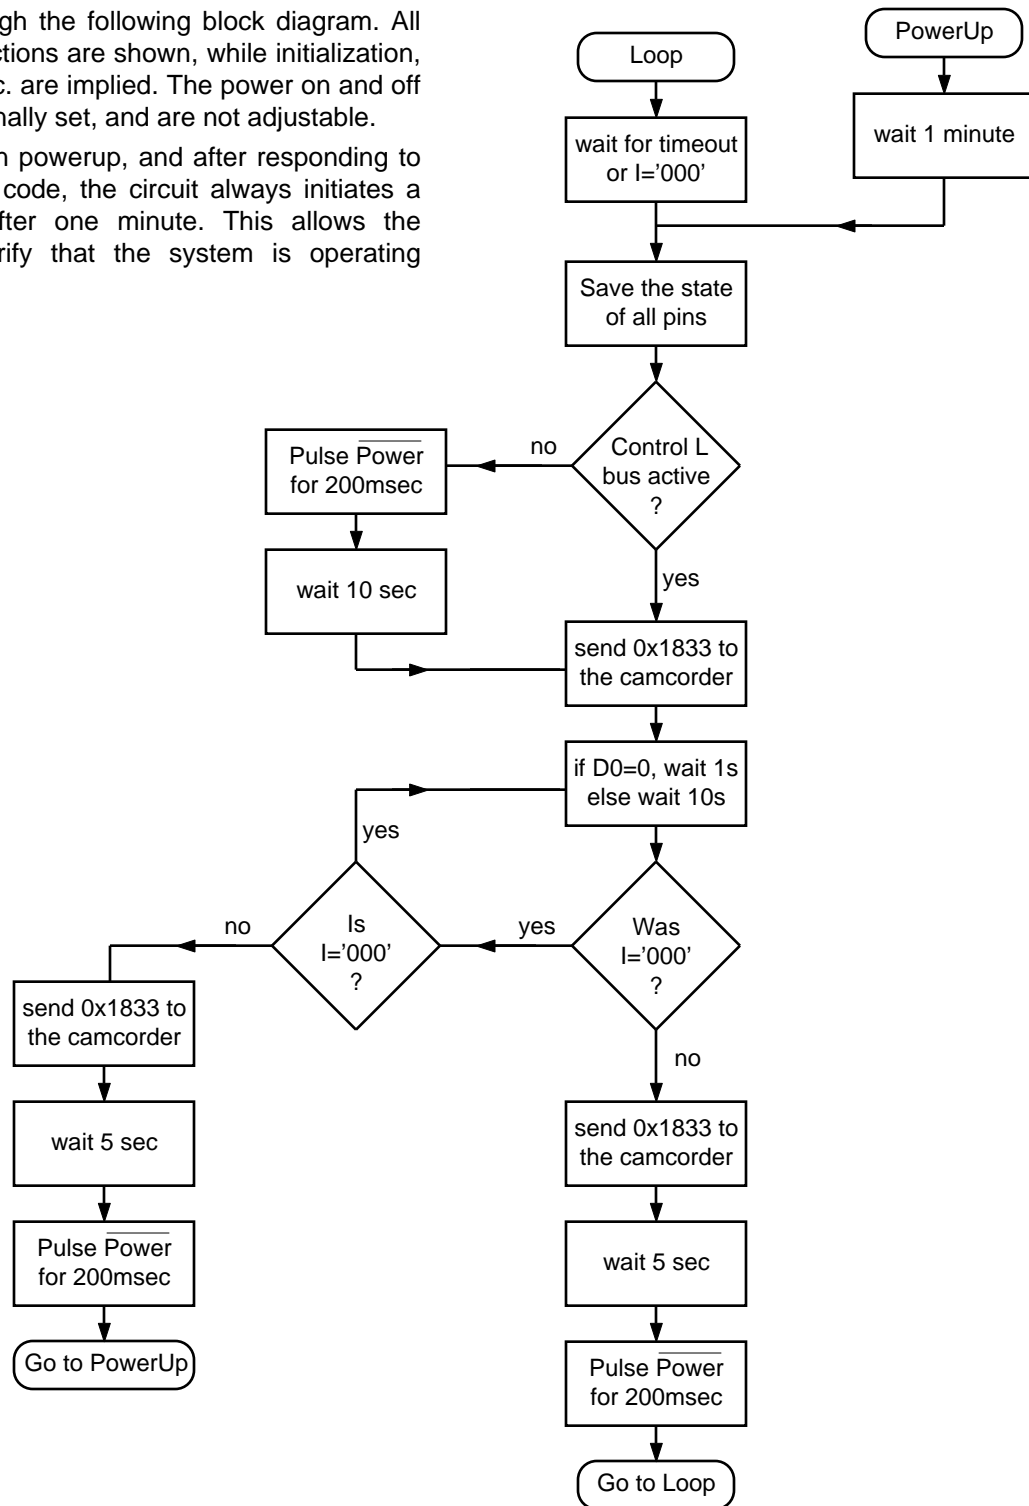 gh the following block diagram. All
ctions are shown, while initialization,
c. are implied. The power on and off
nally set, and are not adjustable.
n powerup, and after responding to
code, the circuit always initiates a
fter one minute. This allows the
rify that the system is operating
Loop
PowerUp
wait for timeout
or I='000'
wait 1 minute
Save the state
of all pins
Control L
bus active
?
no
Pulse Power
for 200msec
wait 10 sec
yes
send 0x1833 to
the camcorder
if D0=0, wait 1s
else wait 10s
yes
Was
I='000'
?
yes
Is
I='000'
?
no
send 0x1833 to
the camcorder
wait 5 sec
Pulse Power
for 200msec
Go to PowerUp
no
send 0x1833 to
the camcorder
wait 5 sec
Pulse Power
for 200msec
Go to Loop